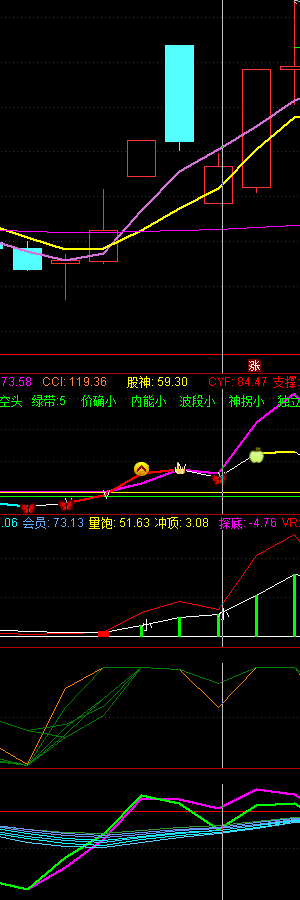 涨
73.58 CCI: 119.36 股神: 59.30 CYF: 84.47 支撑
空头 绿带:5 价确小 内能小 波段小 神拐小 独立
.06 会员: 73.13 量饱: 51.63 冲顶: 3.08 探底: -4.76 VR:
小
小